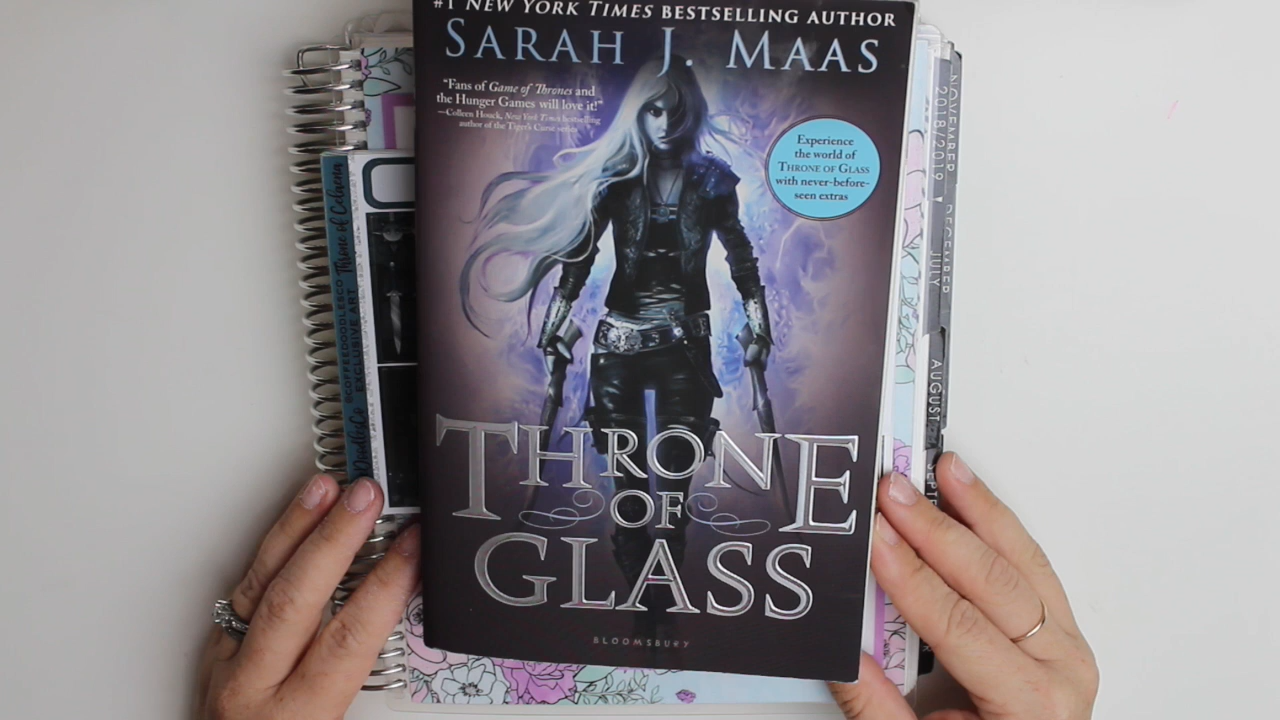 #1 NEW YORK TIMES BESTSELLING AUTHOR
SARAH J. MAAS
“Fans of Game of Thrones and
the Hunger Games will love it!”
—Colleen Houck, New York Times bestselling
author of the Tiger's Curse series
Experience
the world of
THRONE OF GLASS
with never-before-
seen extras
THRONE
OF
GLASS
BLOOMSBURY
Throne of Celaena
@COFFEEDOODLESCO
EXCLUSIVE ART
NOVEMBER
2018/2019
DECEMBER
JULY
AUGUST